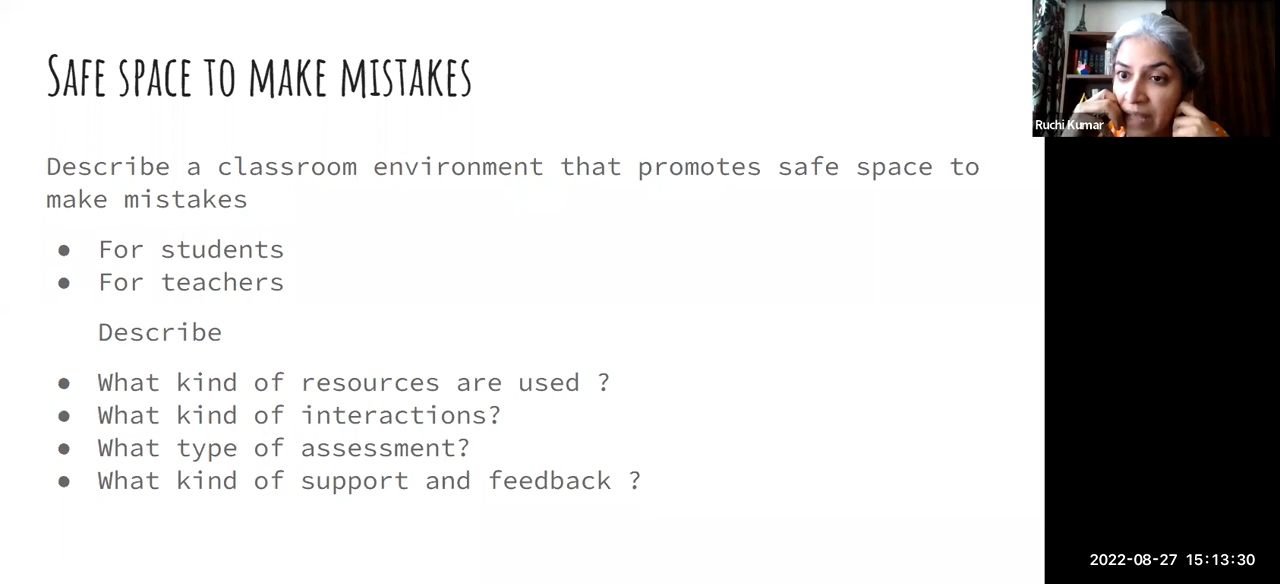 Safe space to make mistakes
Describe a classroom environment that promotes safe space to
make mistakes
● For students
● For teachers
Describe
● What kind of resources are used ?
● What kind of interactions?
● What type of assessment?
● What kind of support and feedback ?
Ruchi Kumar
2022-08-27 15:13:30